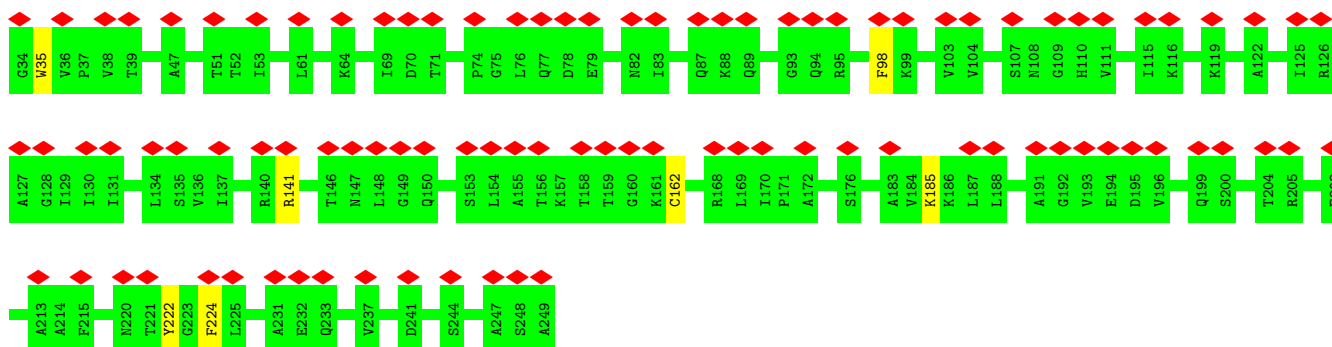 G34 W35 V36 P37 V38 T39 A47 T51 T52 I53 L61 K64 I69 D70 T71 P74 G75 L76 Q77 D78 E79 N82 I83 Q87 K88 Q89 G93 Q94 R95 F98 K99 V103 V104 S107 N108 G109 H110 V111 I115 K116 K119 A122 I125 R126
A127 G128 I129 I130 I131 L134 S135 V136 I137 R140 R141 T146 N147 L148 G149 Q150 S153 L154 A155 T156 K157 T158 T159 G160 K161 C162 R168 L169 I170 P171 A172 S176 A183 V184 K185 K186 L187 L188 A191 G192 V193 E194 D195 V196 Q199 S200 T204 R205
A213 A214 F215 N220 T221 Y222 G223 F224 L225 A231 E232 Q233 V237 D241 S244 A247 S248 A249